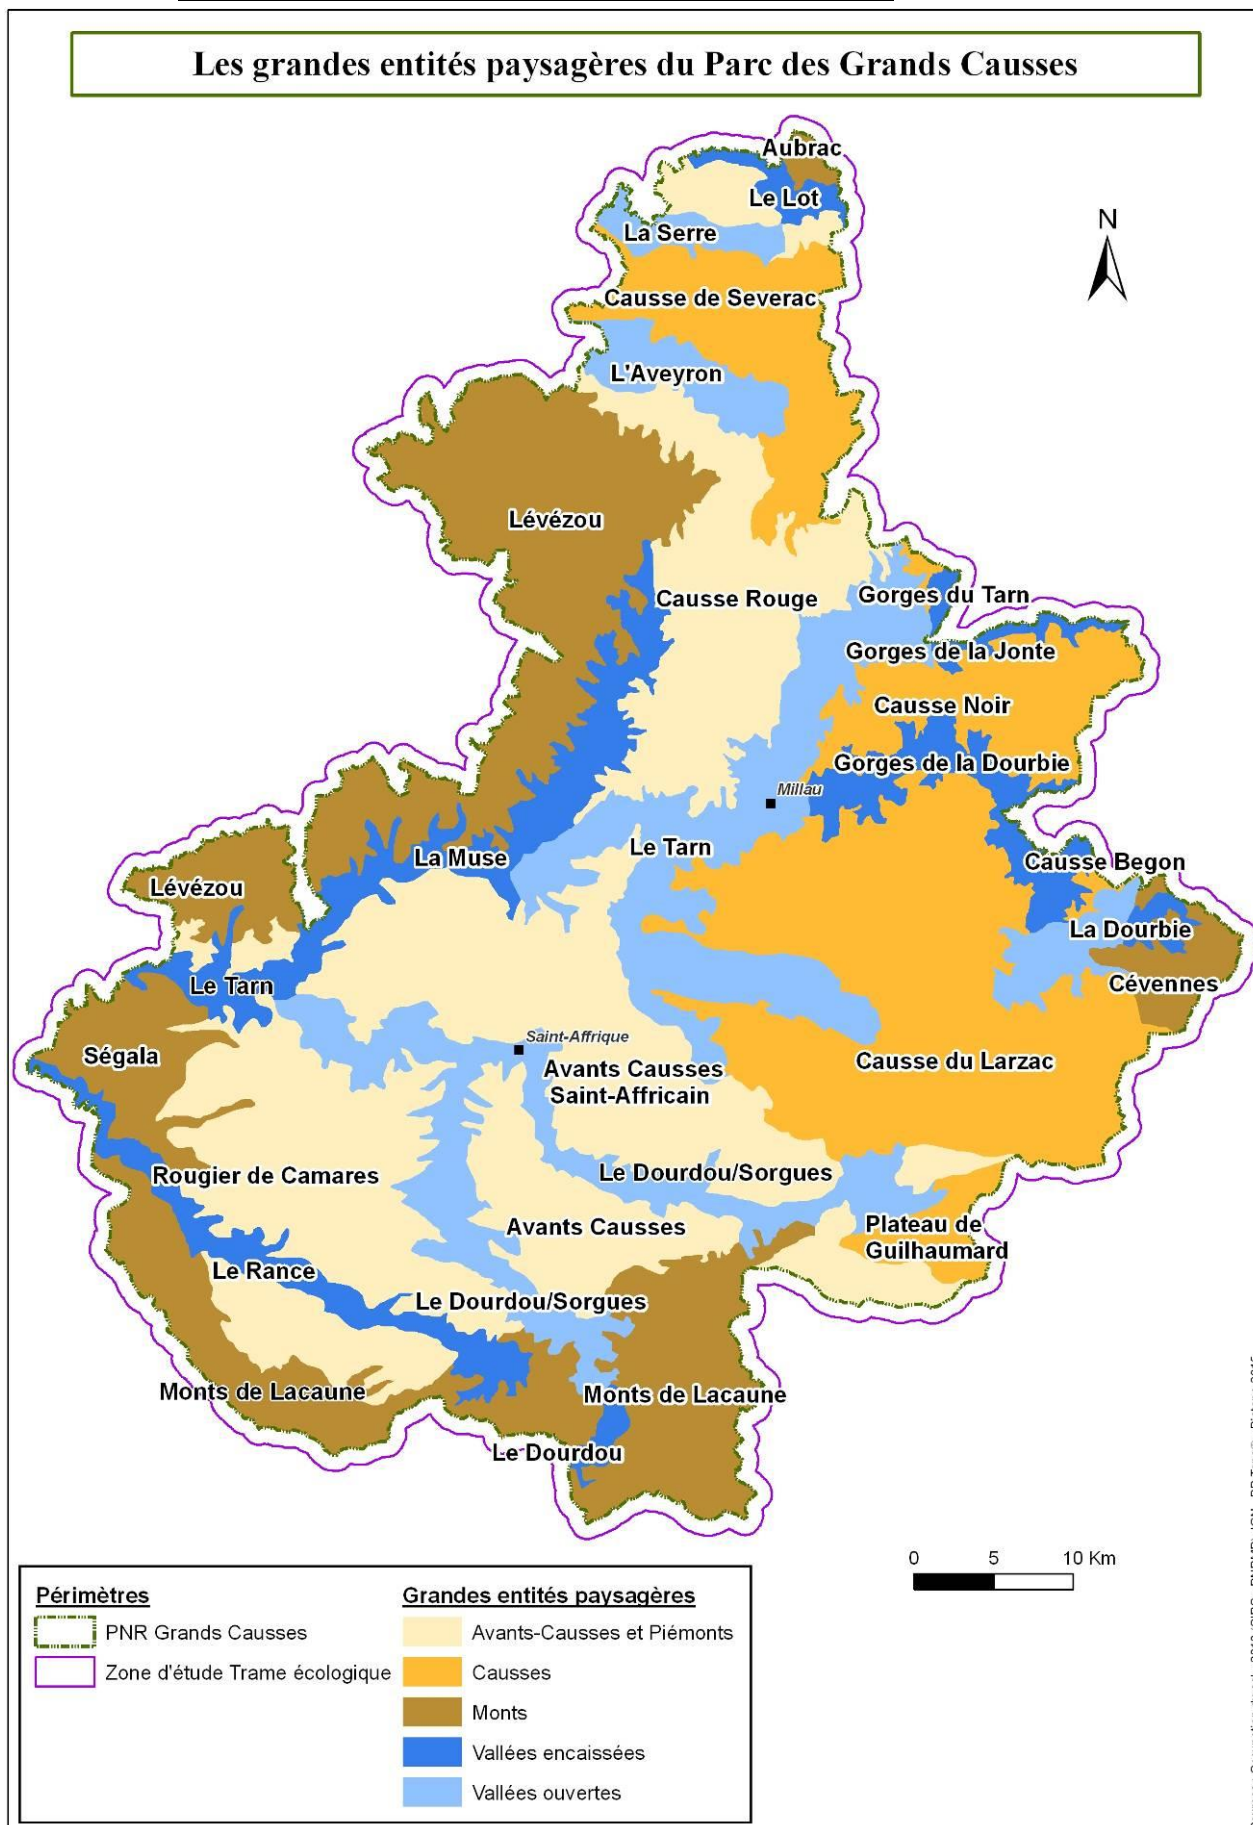 Les grandes entités paysagères du Parc des Grands Causses
Aubrac
Le Lot
N
La Serre
Causse de Severac
L'Aveyron
Lévézou
Gorges du Tarn
Causse Rouge
Gorges de la Jonte
Causse Noir
Gorges de la Dourbie
Millau
Le Tarn
La Muse
Causse Begon
Lévézou
La Dourbie
Le Tarn
Cévennes
Saint-Affrique
Ségala
Avants Causses
Saint-Affricain
Causse du Larzac
Rougier de Camares
Le Dourdou/Sorgues
Avants Causses
Plateau de
Guilhaumard
Le Rance
Le Dourdou/Sorgues
Monts de Lacaune
Monts de Lacaune
Le Dourdou
0 5 10 Km
Périmètres
PNR Grands Causses
Zone d'étude Trame écologique
Grandes entités paysagères
Avants-Causses et Piémonts
Causses
Monts
Vallées encaissées
Vallées ouvertes